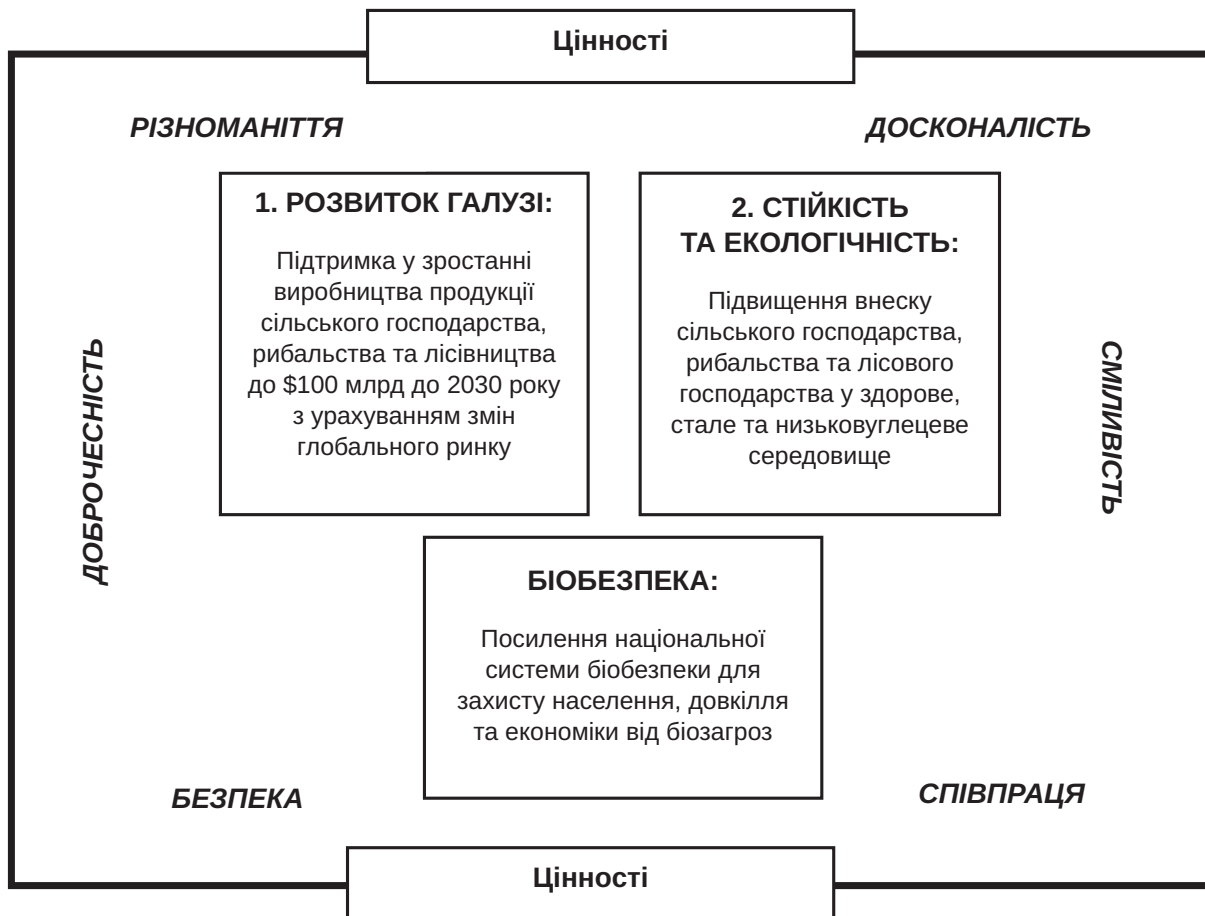 Цінності
РІЗНОМАНІТТЯ
ДОСКОНАЛІСТЬ
ДОБРОЧЕСНІСТЬ
1. РОЗВИТОК ГАЛУЗІ:
Підтримка у зростанні
виробництва продукції
сільського господарства,
рибальства та лісівництва
до $100 млрд до 2030 року
з урахуванням змін
глобального ринку
2. СТІЙКІСТЬ
ТА ЕКОЛОГІЧНІСТЬ:
Підвищення внеску
сільського господарства,
рибальства та лісового
господарства у здорове,
стале та низьковуглецеве
середовище
СМІЛИВІСТЬ
БІОБЕЗПЕКА:
Посилення національної
системи біобезпеки для
захисту населення, довкілля
та економіки від біозагроз
БЕЗПЕКА
СПІВПРАЦЯ
Цінності